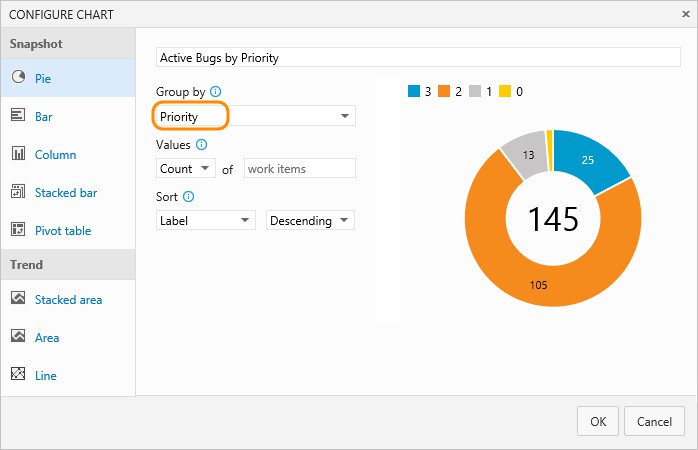 CONFIGURE CHART
Snapshot
Pie
Bar
Column
Stacked bar
Pivot table
Trend
Stacked area
Area
Line
Active Bugs by Priority
Group by
Priority
Values
Count of work items
Sort
Label Descending
3 2 1 0
13 25
145
105
OK Cancel